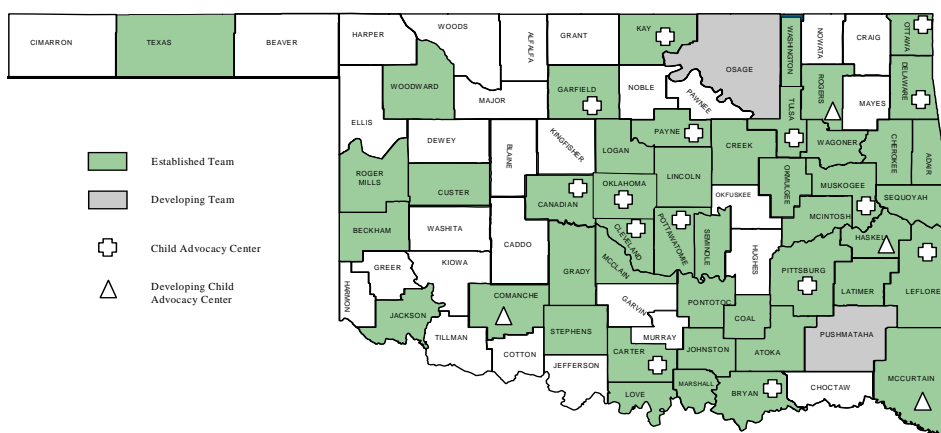 CIMARRON
TEXAS
BEAVER
HARPER
WOODS
ALFALFA
GRANT
KAY
OSAGE
WASHINGTON
NOWATA
CRAIG
OTTAWA
WOODWARD
MAJOR
GARFIELD
NOBLE
PAWNEE
TULSA
ROGERS
MAYES
DELAWARE
ELLIS
DEWEY
BLAINE
KINGFISHER
LOGAN
PAYNE
CREEK
WAGONER
CHEROKEE
ADAIR
Established Team
Developing Team
Child Advocacy Center
Developing Child
Advocacy Center
ROGER
MILLS
CUSTER
CANADIAN
OKLAHOMA
LINCOLN
OKFUSKEE
OKMULGEE
MUSKOGEE
SEQUOYAH
BECKHAM
WASHITA
CADDO
CLEVELAND
POTTAWATOMIE
SEMINOLE
MCINTOSH
HASKELL
GREER
KIOWA
GRADY
MCCLAIN
HUGHES
PITTSBURG
LATIMER
LEFLORE
HARMON
JACKSON
COMANCHE
GARVIN
PONTOTOC
COAL
TILLMAN
STEPHENS
MURRAY
PUSHMATAHA
COTTON
CARTER
JOHNSTON
ATOKA
JEFFERSON
LOVE
MARSHALL
BRYAN
CHOCTAW
MCCURTAIN